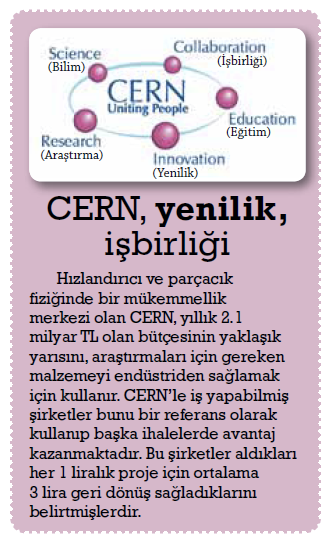 Science
(Bilim)
Collaboration
(İşbirliği)
CERN
Uniting People
Education
(Eğitim)
Research
(Araştırma)
Innovation
(Yenilik)
CERN, yenilik,
işbirliği
Hızlandırıcı ve parçacık
fiziğinde bir mükemmellik
merkezi olan CERN, yıllık 2.1
milyar TL olan bütçesinin yaklaşık
yarısını, araştırmaları için gereken
malzemeyi endüstriden sağlamak
için kullanır. CERN'le iş yapabilmiş
şirketler bunu bir referans olarak
kullanıp başka ihalelerde avantaj
kazanmaktadır. Bu şirketler aldıkları
her 1 liralık proje için ortalama
3 lira geri dönüş sağladıklarını
belirtmişlerdir.